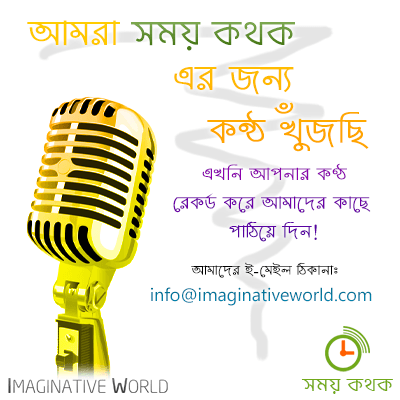 আমরা সময় কথক
এর জন্য
কন্ঠ খুঁজছি
এখনি আপনার কণ্ঠ
রেকর্ড করে আমাদের কাছে
পাঠিয়ে দিন!
আমাদের ই-মেইল ঠিকানাঃ
info@imaginativeworld.com
IMAGINATIVE WORLD
সময় কথক